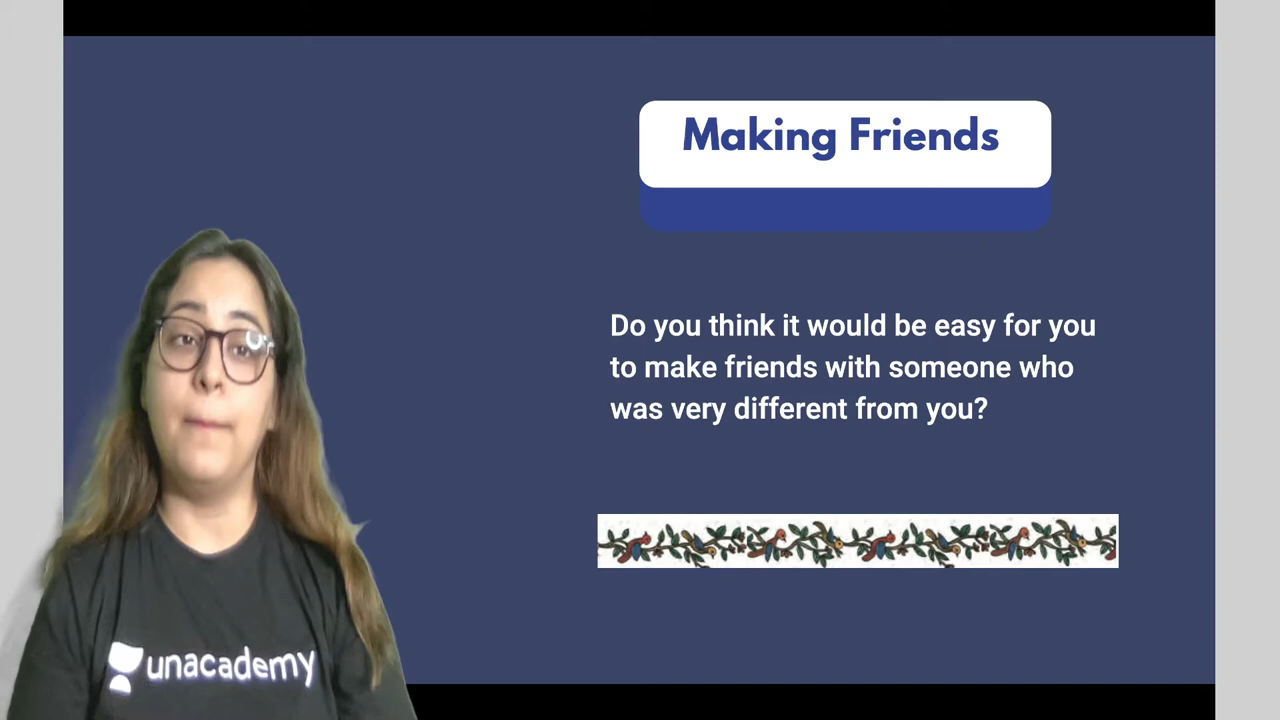 Making Friends
Do you think it would be easy for you
to make friends with someone who
was very different from you?
unacademy